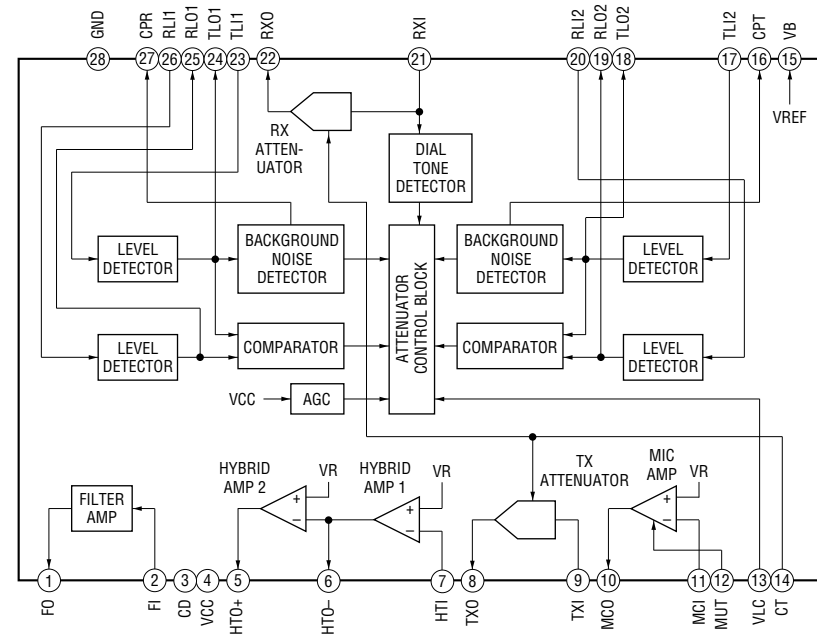 GND
CPR
RLI1
RLO1
TLO1
TLI1
RXO
RXI
RLI2
RLO2
TLO2
TLI2
CPT
VB
28
27
26
25
24
23
22
21
20
19
18
17
16
15
VREF
RX
ATTEN-
UATOR
DIAL
TONE
DETECTOR
LEVEL
DETECTOR
BACKGROUND
NOISE
DETECTOR
ATTENUATOR
CONTROL BLOCK
BACKGROUND
NOISE
DETECTOR
LEVEL
DETECTOR
LEVEL
DETECTOR
COMPARATOR
COMPARATOR
LEVEL
DETECTOR
VCC
AGC
FILTER
AMP
HYBRID
AMP 2
VR
+
−
HYBRID
AMP 1
VR
+
−
TX
ATTENUATOR
MIC
AMP
VR
+
−
1
2
3
4
5
6
7
8
9
10
11
12
13
14
FO
FI
CD
VCC
HTO+
HTO−
HTI
TXO
TXI
MCO
MCI
MUT
VLC
CT